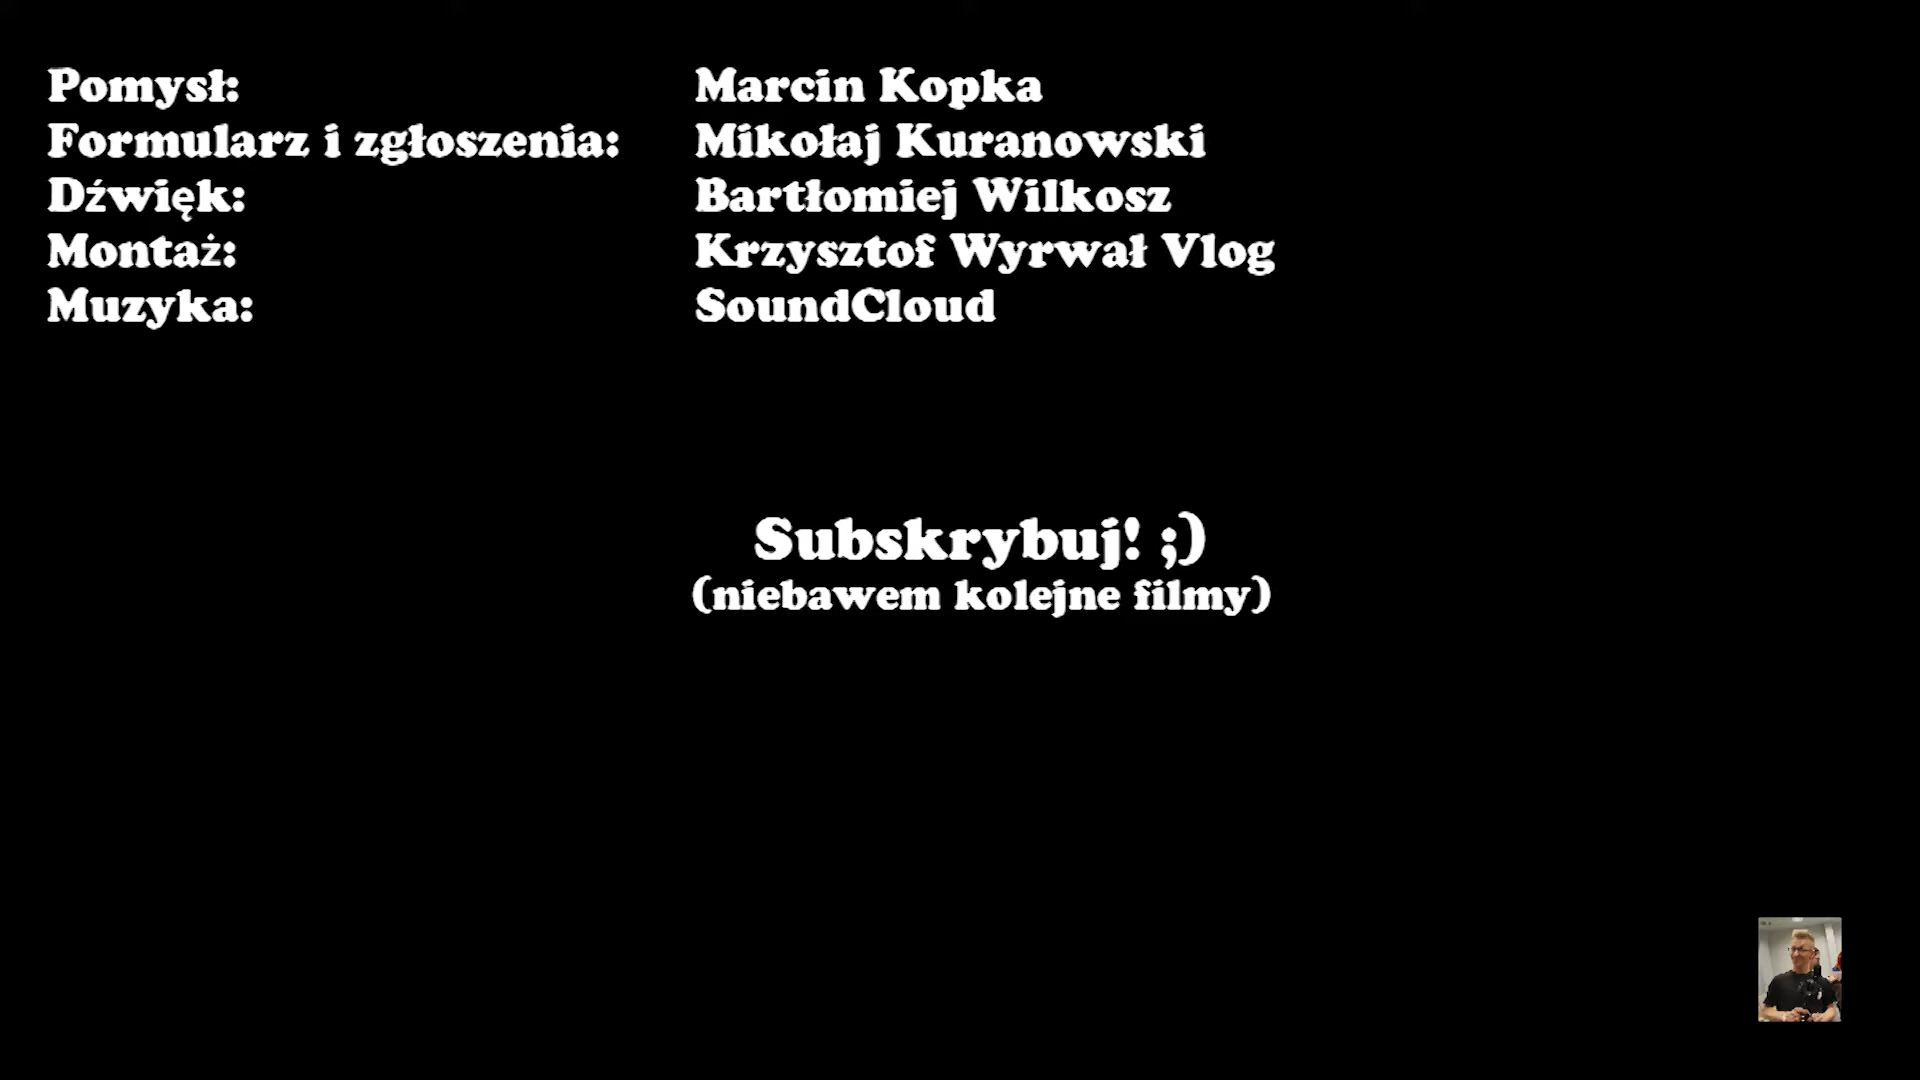 Pomysł: Marcin Kopka
Formularz i zgłoszenia: Mikołaj Kuranowski
Dźwięk: Bartłomiej Wilkosz
Montaż: Krzysztof Wyrwał Vlog
Muzyka: SoundCloud
Subskrybuj! ;)
(niebawem kolejne filmy)